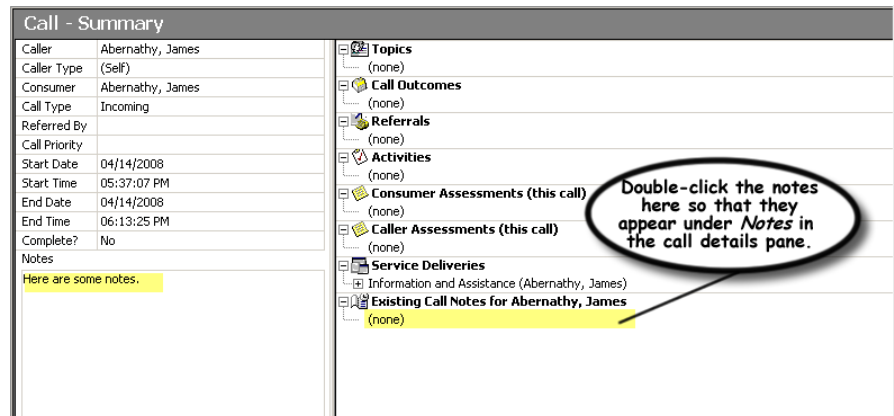 Call - Summary
Caller Abernathy, James
Caller Type (Self)
Consumer Abernathy, James
Call Type Incoming
Referred By
Call Priority
Start Date 04/14/2008
Start Time 05:37:07 PM
End Date 04/14/2008
End Time 06:13:25 PM
Complete? No
Notes
Here are some notes.
Topics
(none)
Call Outcomes
(none)
Referrals
(none)
Activities
(none)
Consumer Assessments (this call)
(none)
Caller Assessments (this call)
(none)
Service Deliveries
Information and Assistance (Abernathy, James)
Existing Call Notes for Abernathy, James
(none)
Double-click the notes
here so that they
appear under Notes in
the call details pane.